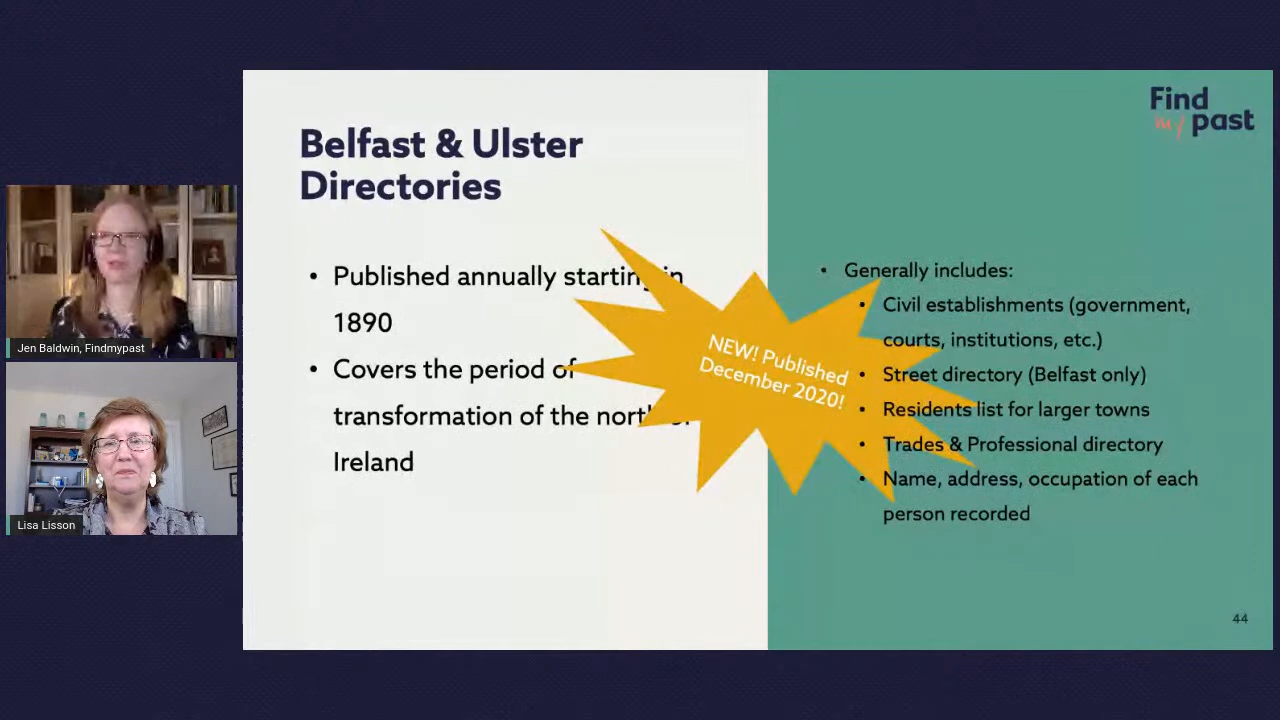 Find
my past
Belfast & Ulster
Directories
• Published annually starting in
1890
• Covers the period of
transformation of the north of
Ireland
NEW! Published
December 2020!
• Generally includes:
• Civil establishments (government,
courts, institutions, etc.)
• Street directory (Belfast only)
• Residents list for larger towns
• Trades & Professional directory
• Name, address, occupation of each
person recorded
44
Jen Baldwin, Findmypast
Lisa Lisson